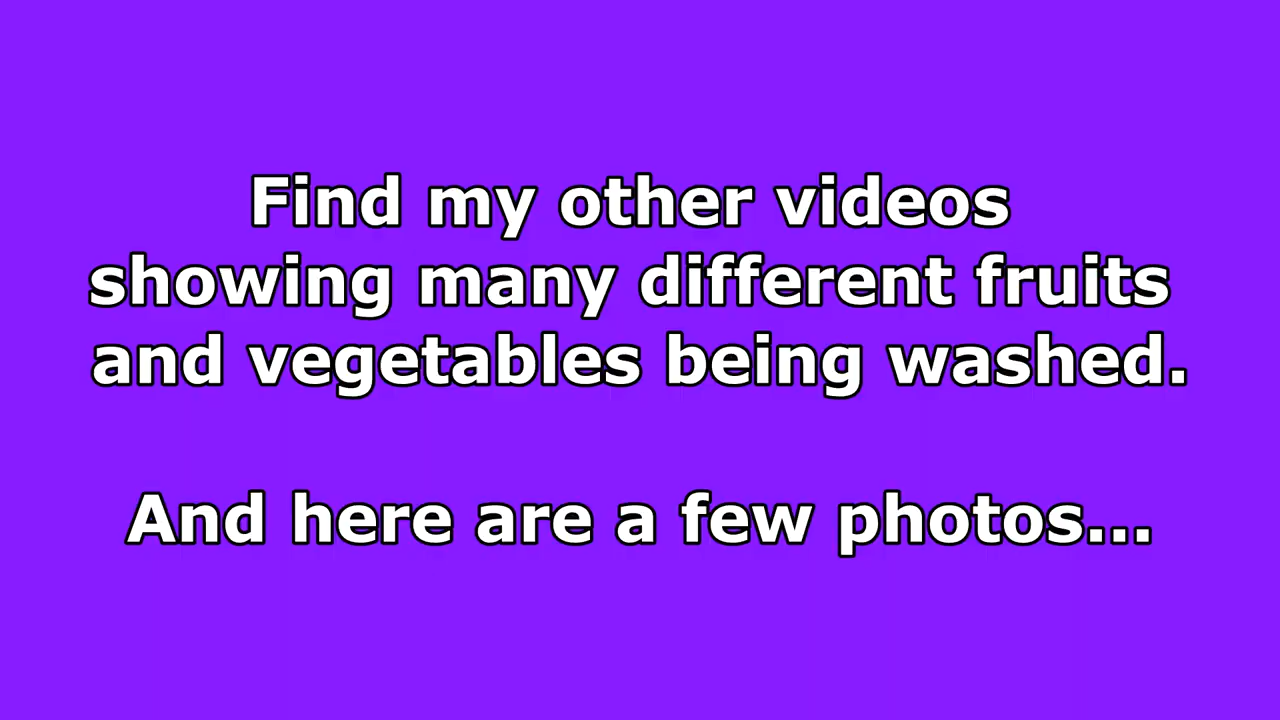 Find my other videos
showing many different fruits
and vegetables being washed.
And here are a few photos...